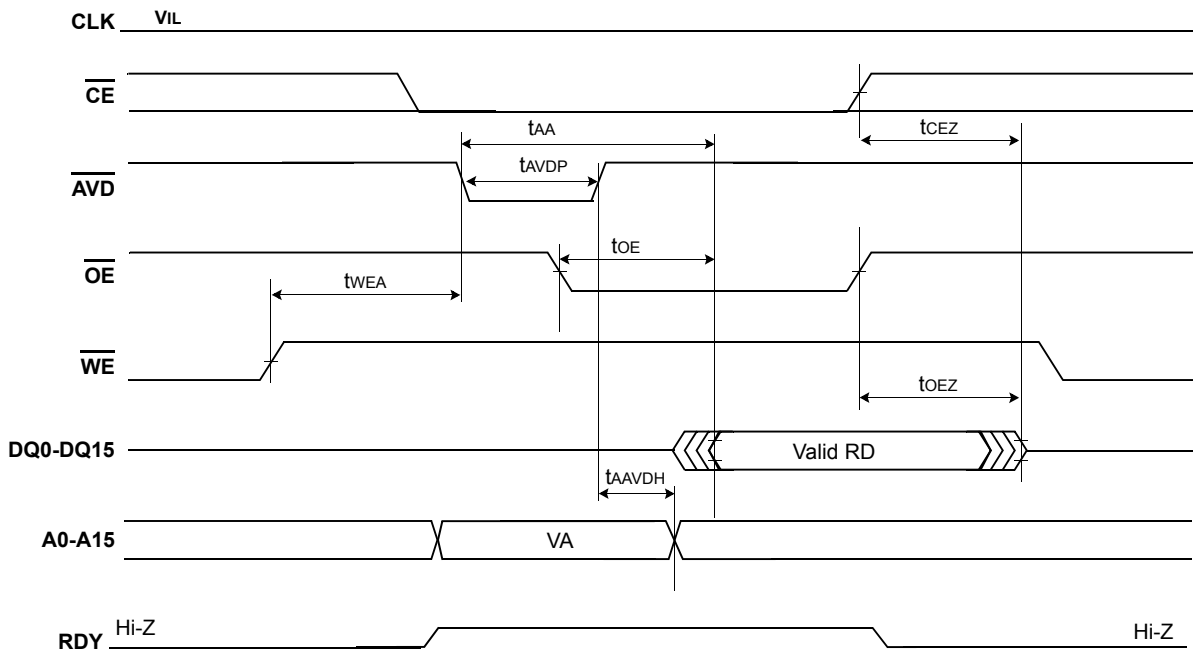 CLK VIL
CE
tAA
tCEZ
AVD
tAVDP
OE
tOE
tWEA
WE
tOEZ
DQ0-DQ15
Valid RD
tAAVDH
A0-A15
VA
RDY
Hi-Z
Hi-Z